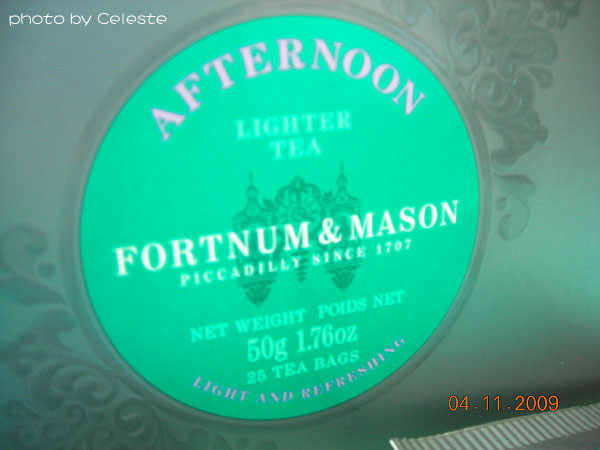 photo by Celeste
AFTERNOON
LIGHTER
TEA
FORTNUM & MASON
PICCADILLY SINCE 1707
NET WEIGHT POIDS NET
50g 1.76oz
25 TEA BAGS
LIGHT AND REFRESHING
04.11.2009